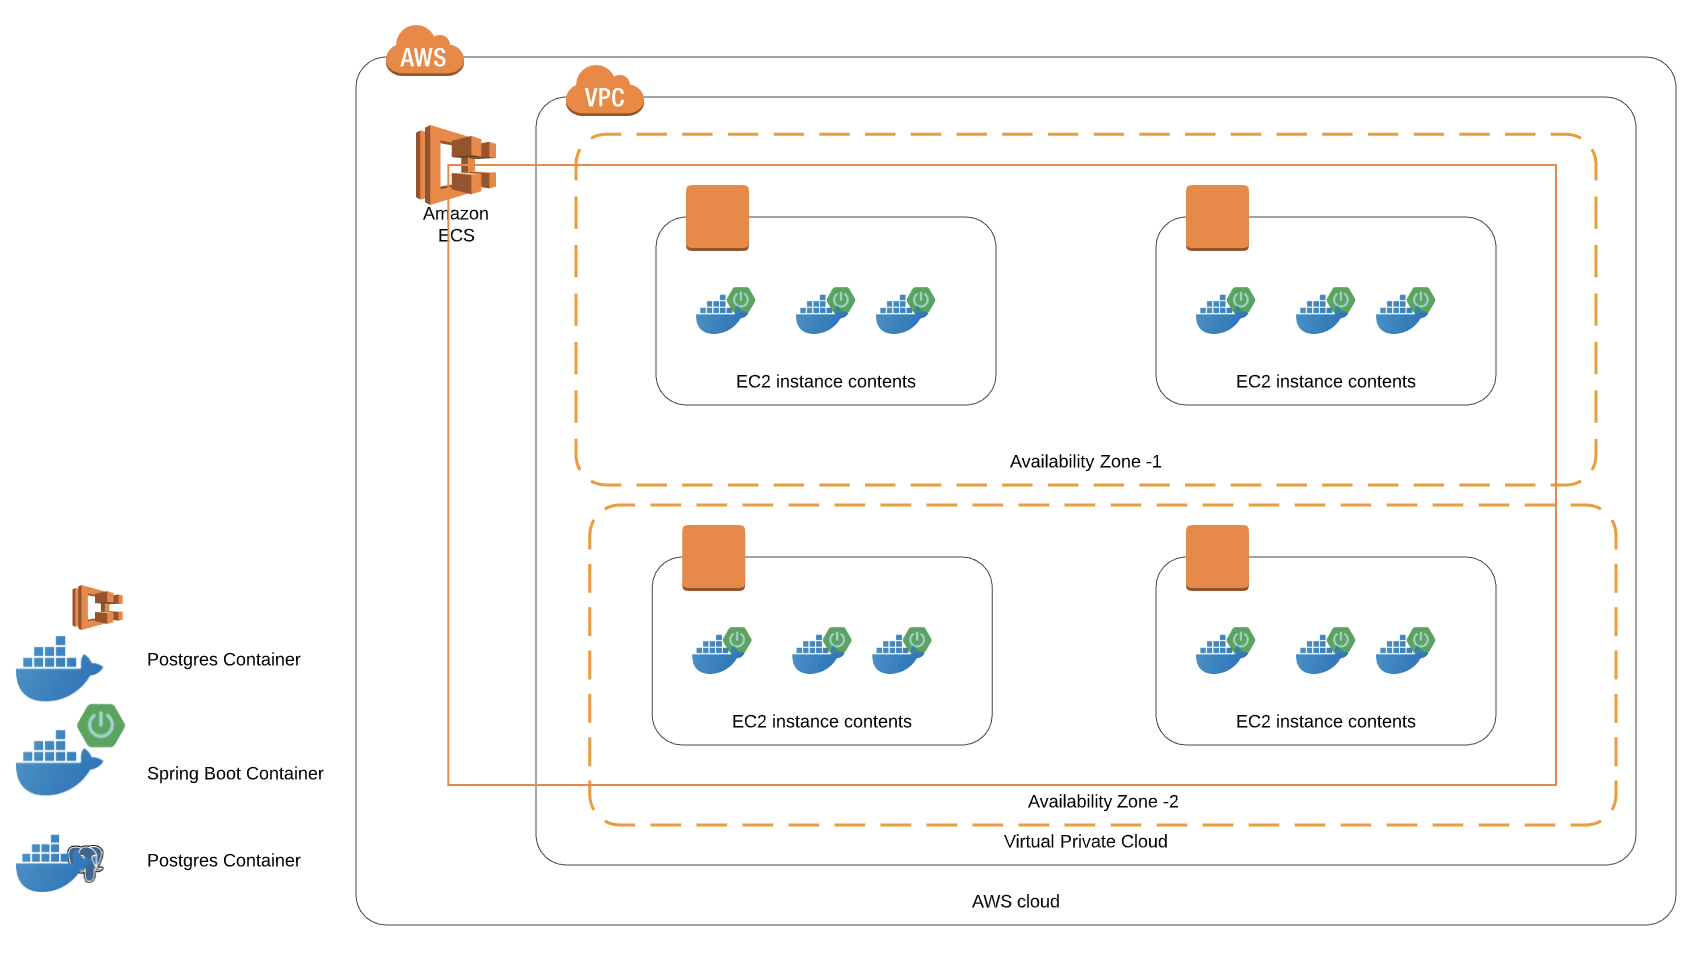 AWS
VPC
Amazon
ECS
EC2 instance contents
EC2 instance contents
Availability Zone -1
EC2 instance contents
EC2 instance contents
Availability Zone -2
Virtual Private Cloud
AWS cloud
Postgres Container
Spring Boot Container
Postgres Container